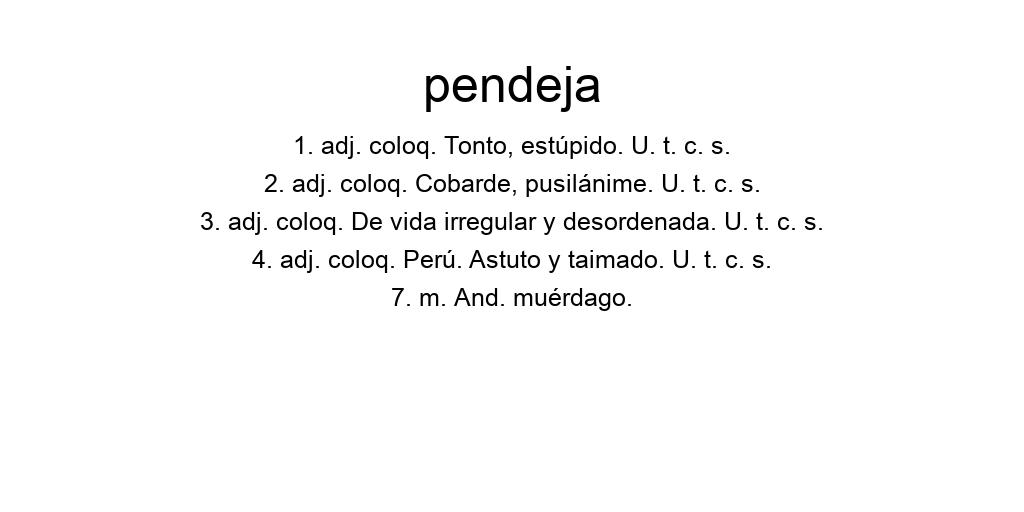 pendeja
1. adj. coloq. Tonto, estúpido. U. t. c. s.
2. adj. coloq. Cobarde, pusilánime. U. t. c. s.
3. adj. coloq. De vida irregular y desordenada. U. t. c. s.
4. adj. coloq. Perú. Astuto y taimado. U. t. c. s.
7. m. And. muérdago.